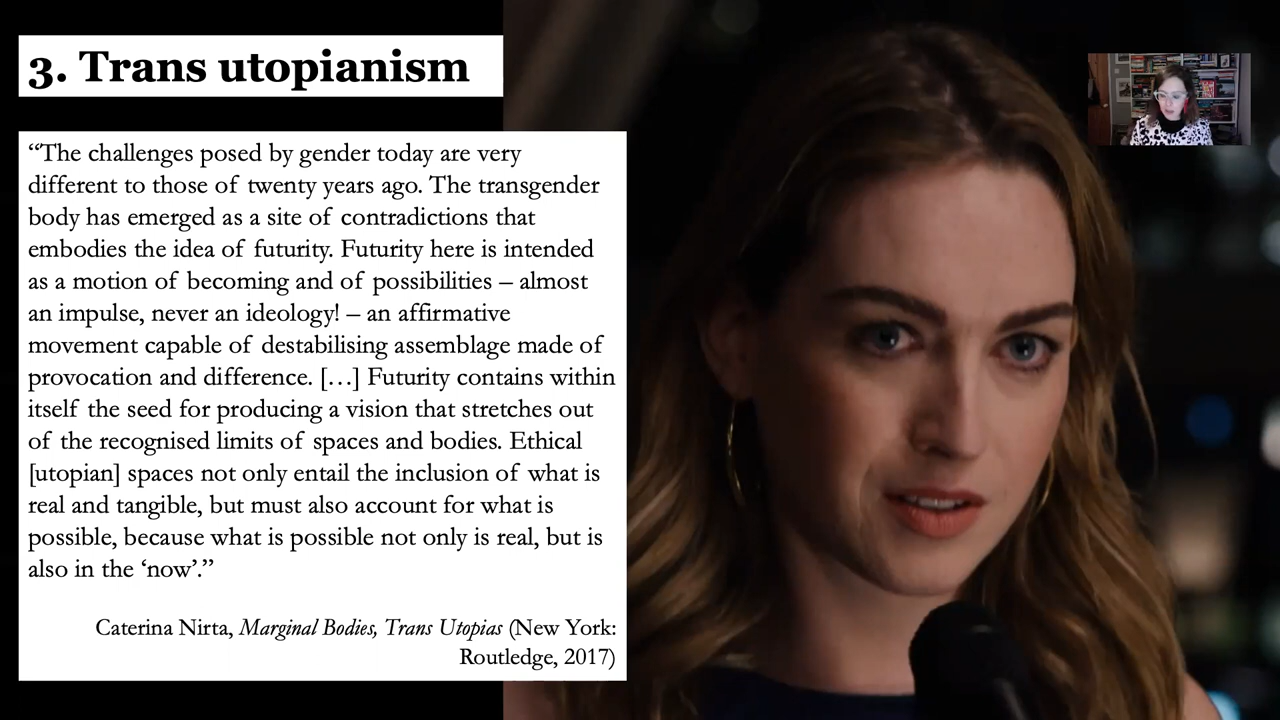 3. Trans utopianism
“The challenges posed by gender today are very
different to those of twenty years ago. The transgender
body has emerged as a site of contradictions that
embodies the idea of futurity. Futurity here is intended
as a motion of becoming and of possibilities – almost
an impulse, never an ideology! – an affirmative
movement capable of destabilising assemblage made of
provocation and difference. […] Futurity contains within
itself the seed for producing a vision that stretches out
of the recognised limits of spaces and bodies. Ethical
[utopian] spaces not only entail the inclusion of what is
real and tangible, but must also account for what is
possible, because what is possible not only is real, but is
also in the ‘now’.”
Caterina Nirta, Marginal Bodies, Trans Utopias (New York:
Routledge, 2017)